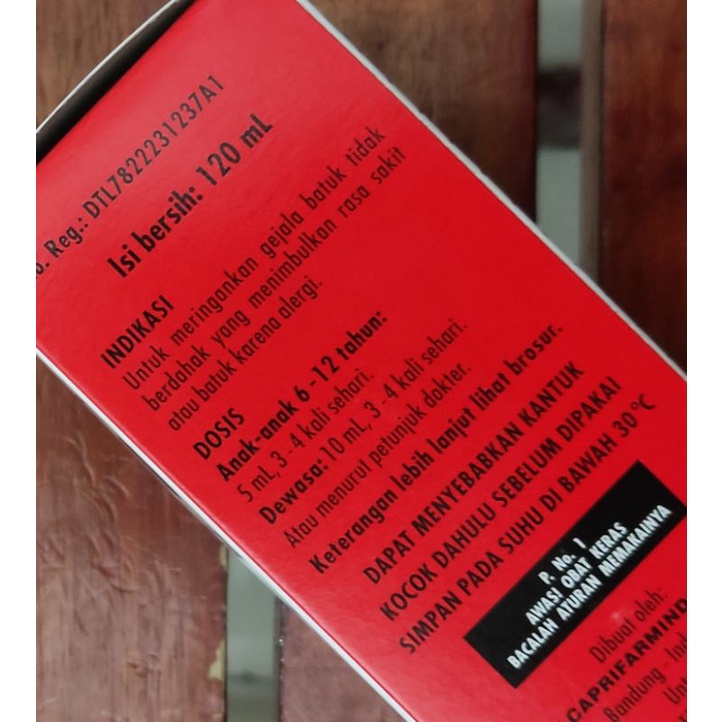 Reg.: DTL7822231237A1
Isi bersih: 120 mL
INDIKASI
Untuk meringankan gejala batuk tidak
berdahak yang menimbulkan rasa sakit
atau batuk karena alergi.
DOSIS
Anak-anak 6 - 12 tahun:
5 mL, 3 - 4 kali sehari.
Dewasa: 10 mL, 3 - 4 kali sehari.
Atau menurut petunjuk dokter.
Keterangan lebih lanjut lihat brosur.
DAPAT MENYEBABKAN KANTUK
KOCOK DAHULU SEBELUM DIPAKAI
SIMPAN PADA SUHU DI BAWAH 30°C
P. No. 1
AWAS! OBAT KERAS
BACALAH ATURAN MEMAKAINYA
Dibuat oleh:
CAPRIFARMIND
Bandung - Ind
Unt